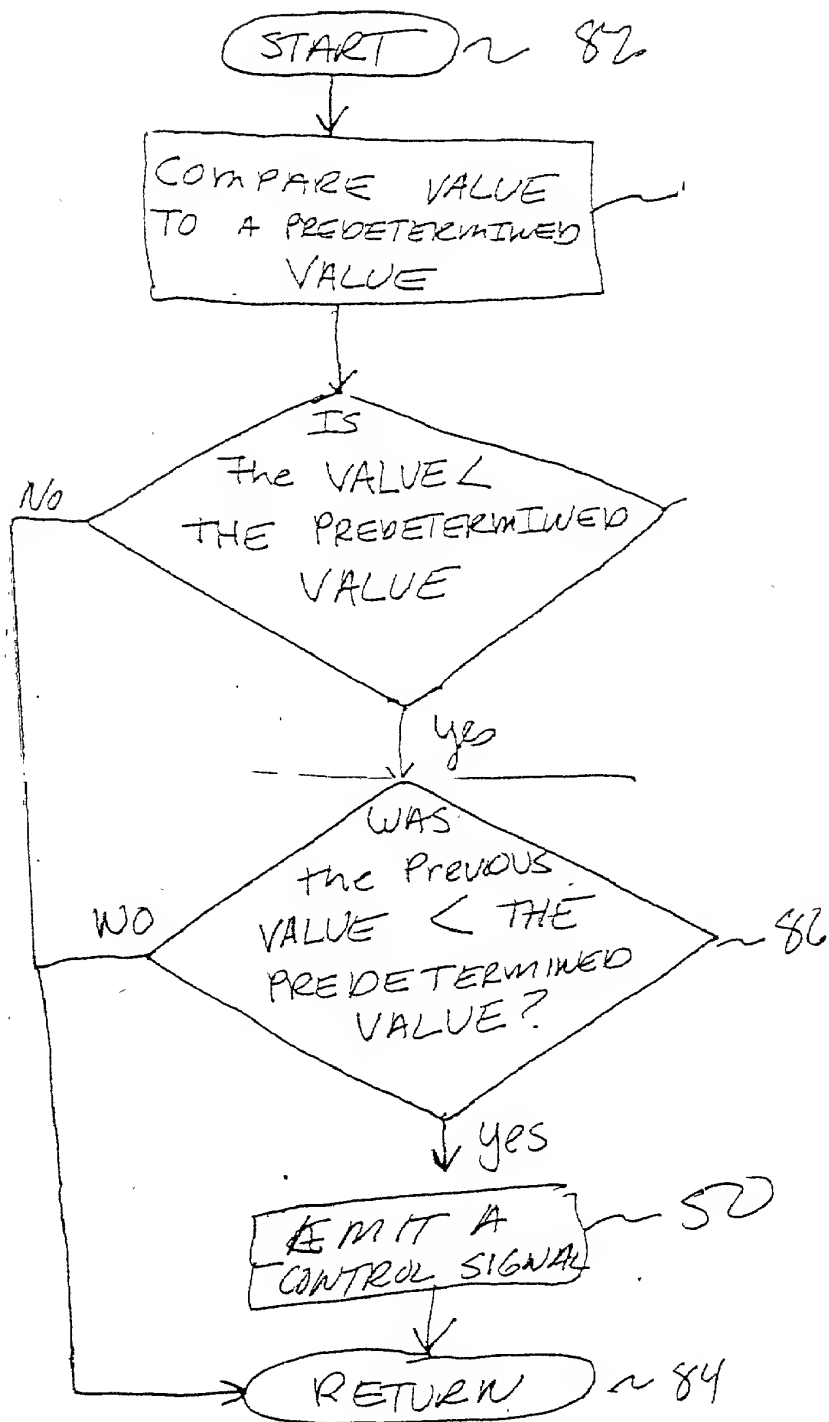 START 82
COMPARE VALUE
TO A PREDETERMINED
VALUE
IS
The VALUE <
THE PREDETERMINED
VALUE
No
yes
WAS
the Previous
VALUE < THE
PREDETERMINED
VALUE?
NO
86
yes
EMIT A
CONTROL SIGNAL
50
RETURN 84